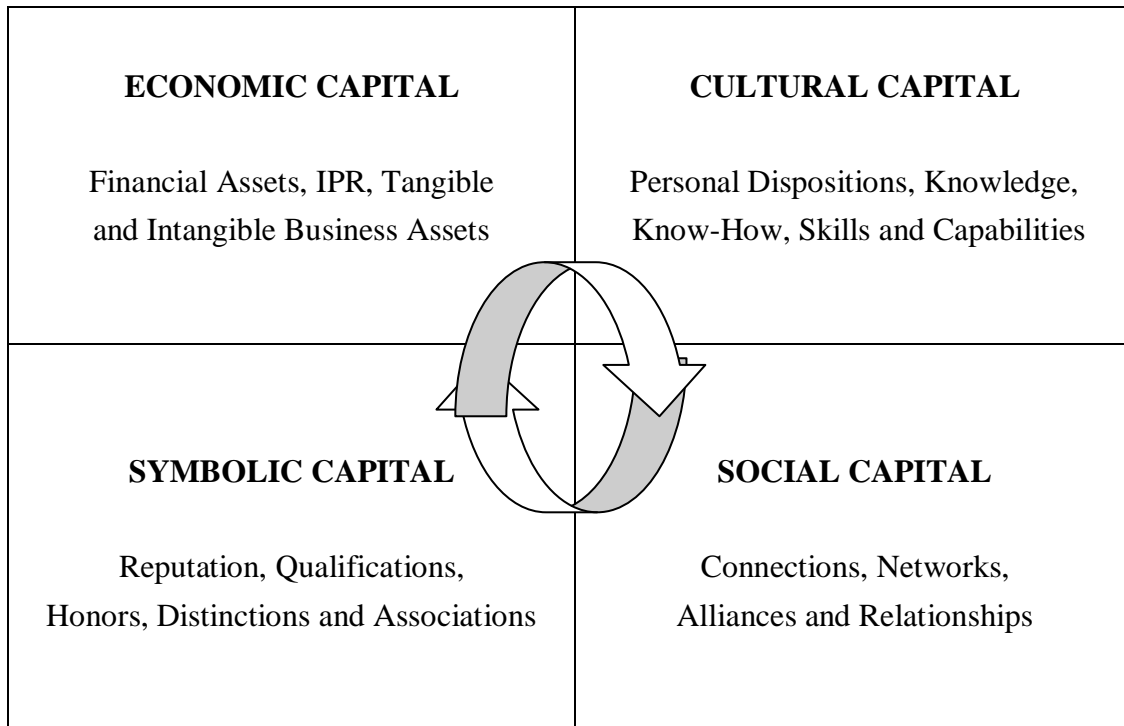 ECONOMIC CAPITAL
Financial Assets, IPR, Tangible
and Intangible Business Assets
CULTURAL CAPITAL
Personal Dispositions, Knowledge,
Know-How, Skills and Capabilities
SYMBOLIC CAPITAL
Reputation, Qualifications,
Honors, Distinctions and Associations
SOCIAL CAPITAL
Connections, Networks,
Alliances and Relationships